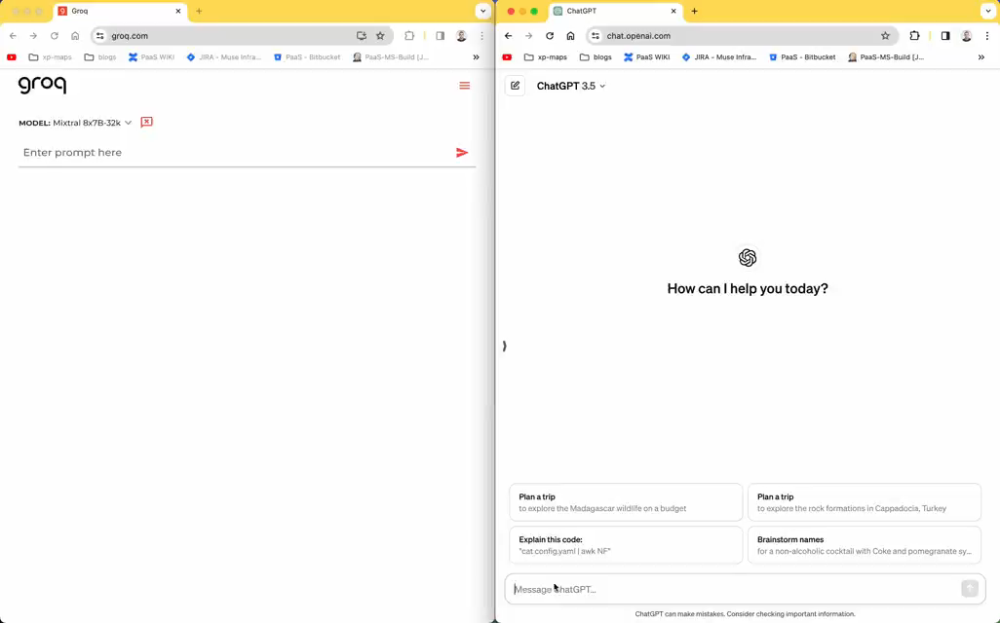 Groq
groq.com
xp-maps
blogs
PaaS WIKI
JIRA - Muse Infra...
PaaS - Bitbucket
PaaS-MS-Build [J...
»
groq
MODEL: Mixtral 8x7B-32k
Enter prompt here
ChatGPT
chat.openai.com
xp-maps
blogs
PaaS WIKI
JIRA - Muse Infra...
PaaS - Bitbucket
PaaS-MS-Build [J...
»
ChatGPT 3.5
How can I help you today?
Plan a trip
to explore the Madagascar wildlife on a budget
Plan a trip
to explore the rock formations in Cappadocia, Turkey
Explain this code:
"cat config.yaml | awk NF"
Brainstorm names
for a non-alcoholic cocktail with Coke and pomegranate sy...
Message ChatGPT...
ChatGPT can make mistakes. Consider checking important information.